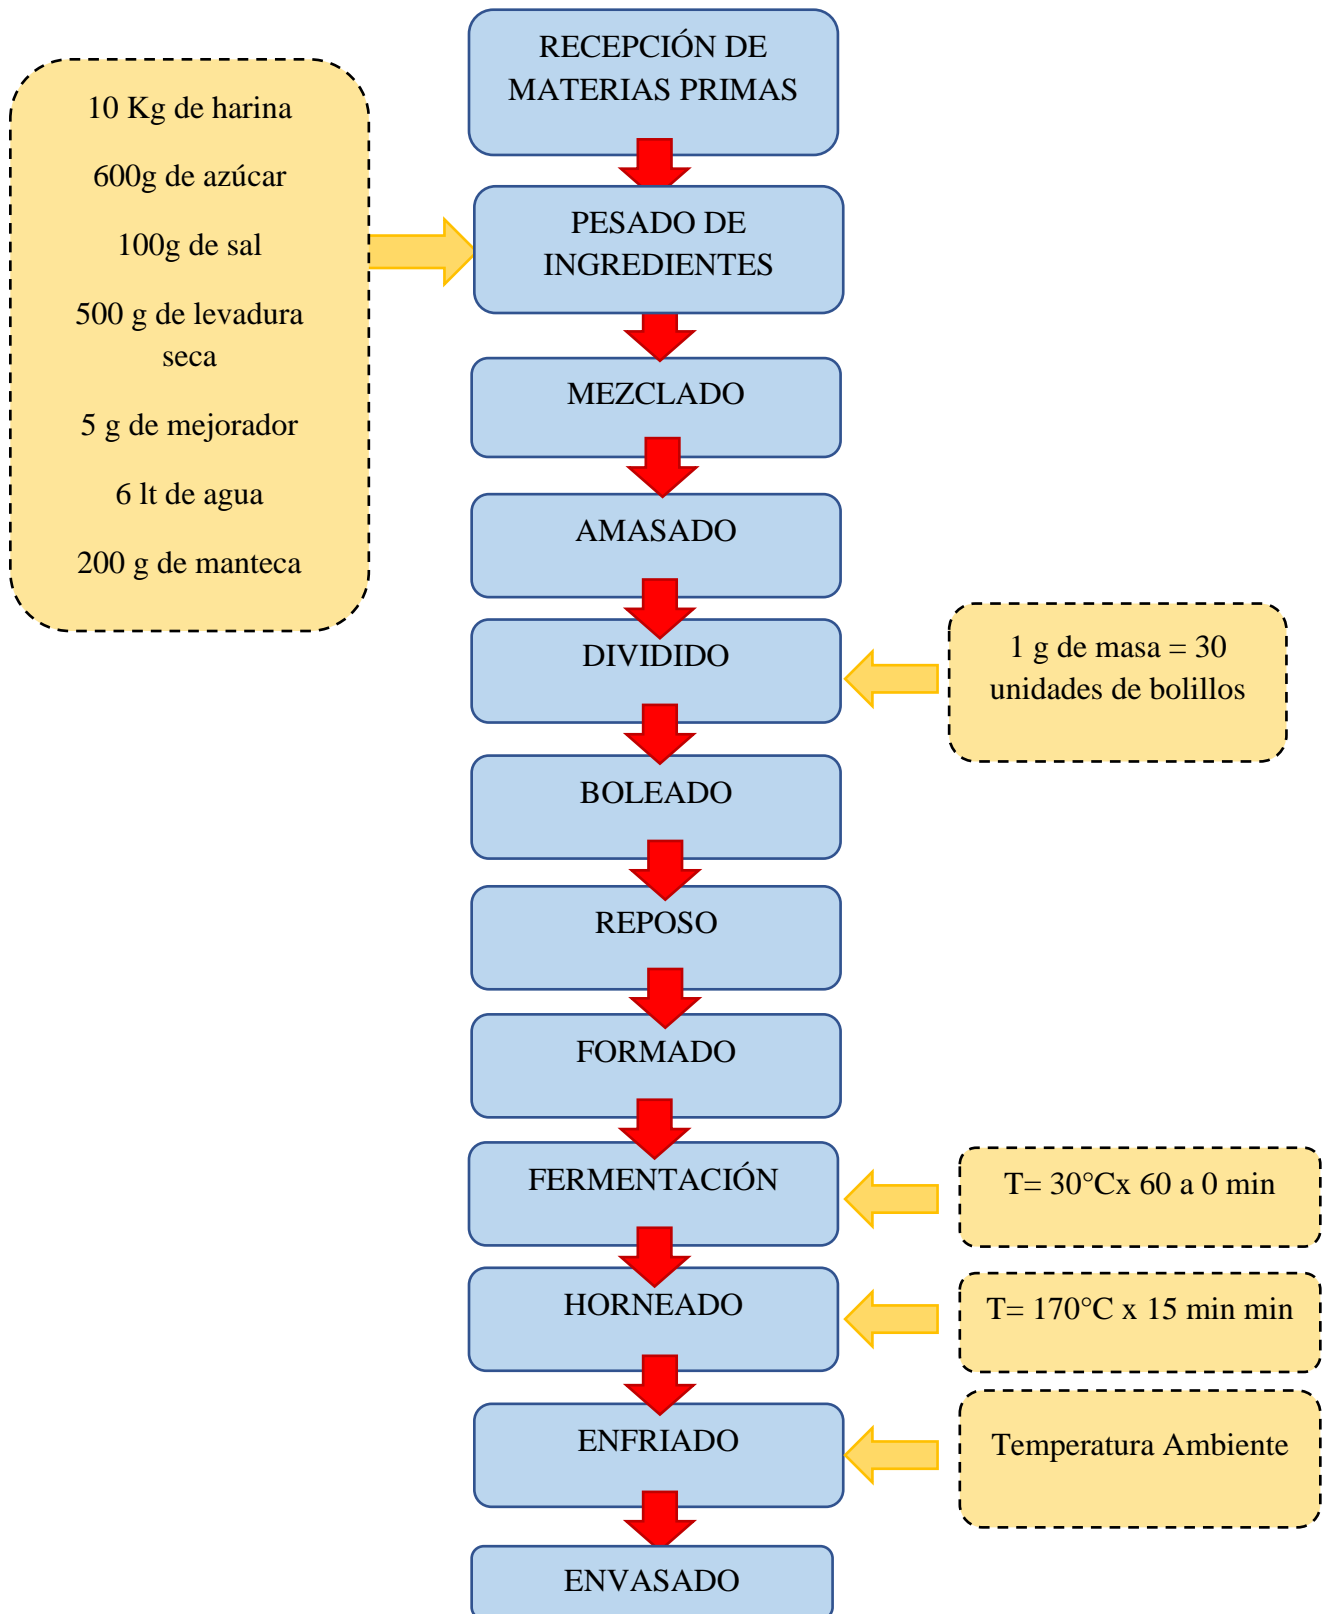 RECEPCIÓN DE
MATERIAS PRIMAS
10 Kg de harina
600g de azúcar
100g de sal
500 g de levadura
seca
5 g de mejorador
6 lt de agua
200 g de manteca
PESADO DE
INGREDIENTES
MEZCLADO
AMASADO
DIVIDIDO
1 g de masa = 30
unidades de bolillos
BOLEADO
REPOSO
FORMADO
FERMENTACIÓN
T= 30°Cx 60 a 0 min
HORNEADO
T= 170°C x 15 min min
ENFRIADO
Temperatura Ambiente
ENVASADO